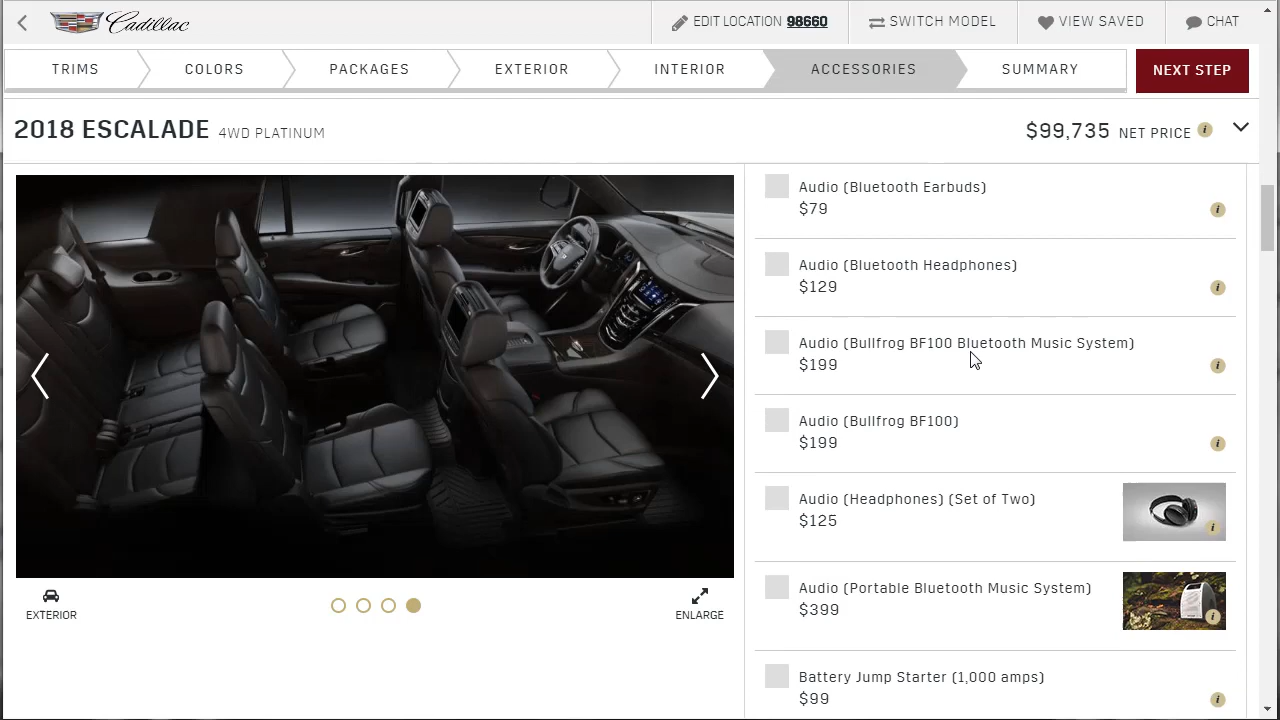 Cadillac
EDIT LOCATION 98660
SWITCH MODEL
VIEW SAVED
CHAT
TRIMS
COLORS
PACKAGES
EXTERIOR
INTERIOR
ACCESSORIES
SUMMARY
NEXT STEP
2018 ESCALADE 4WD PLATINUM
$99,735 NET PRICE i
Audio (Bluetooth Earbuds)
$79
i
Audio (Bluetooth Headphones)
$129
i
Audio (Bullfrog BF100 Bluetooth Music System)
$199
i
Audio (Bullfrog BF100)
$199
i
Audio (Headphones) (Set of Two)
$125
i
Audio (Portable Bluetooth Music System)
$399
i
Battery Jump Starter (1,000 amps)
$99
i
EXTERIOR
ENLARGE